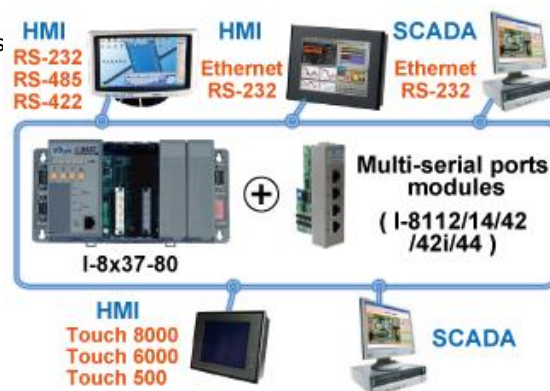 HMI
RS-232
RS-485
RS-422
HMI
Ethernet
RS-232
SCADA
Ethernet
RS-232
s
I-8x37-80
+
Multi-serial ports
modules
( I-8112/14/42
/42i/44 )
HMI
Touch 8000
Touch 6000
Touch 500
SCADA